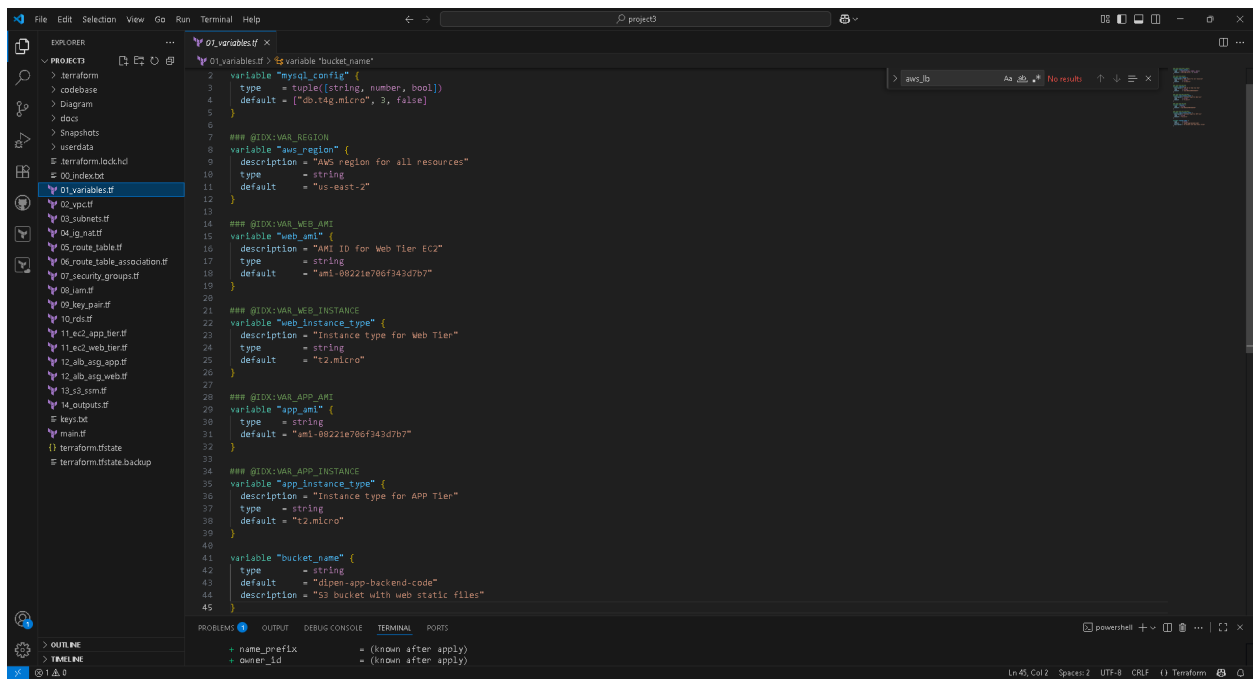 File Edit Selection View Go Run Terminal Help
project3
EXPLORER
PROJECT3
.terraform
codebase
Diagram
docs
Snapshots
userdata
.terraform.lock.hcl
00_index.txt
01_variables.tf
02_vpc.tf
03_subnets.tf
04_ig_nat.tf
05_route_table.tf
06_route_table_association.tf
07_security_groups.tf
08_iam.tf
09_key_pair.tf
10_rds.tf
11_ec2_app_tier.tf
11_ec2_web_tier.tf
12_alb_asg_app.tf
12_alb_asg_web.tf
13_s3_ssm.tf
14_outputs.tf
keys.txt
main.tf
terraform.tfstate
terraform.tfstate.backup
OUTLINE
TIMELINE
01_variables.tf
01_variables.tf > variable "bucket_name"
aws_lb Aa ab .* No results
2 variable "mysql_config" {
3 type = tuple([string, number, bool])
4 default = ["db.t4g.micro", 3, false]
5 }
6
7 ### @IDX:VAR_REGION
8 variable "aws_region" {
9 description = "AWS region for all resources"
10 type = string
11 default = "us-east-2"
12 }
13
14 ### @IDX:VAR_WEB_AMI
15 variable "web_ami" {
16 description = "AMI ID for Web Tier EC2"
17 type = string
18 default = "ami-08221e706f343d7b7"
19 }
20
21 ### @IDX:VAR_WEB_INSTANCE
22 variable "web_instance_type" {
23 description = "Instance type for Web Tier"
24 type = string
25 default = "t2.micro"
26 }
27
28 ### @IDX:VAR_APP_AMI
29 variable "app_ami" {
30 type = string
31 default = "ami-08221e706f343d7b7"
32 }
33
34 ### @IDX:VAR_APP_INSTANCE
35 variable "app_instance_type" {
36 description = "Instance type for APP Tier"
37 type = string
38 default = "t2.micro"
39 }
40
41 variable "bucket_name" {
42 type = string
43 default = "dipen-app-backend-code"
44 description = "S3 bucket with web static files"
45 }
PROBLEMS 1 OUTPUT DEBUG CONSOLE TERMINAL PORTS
powershell
+ name_prefix = (known after apply)
+ owner_id = (known after apply)
1 0
Ln 45, Col 2 Spaces: 2 UTF-8 CRLF {} Terraform